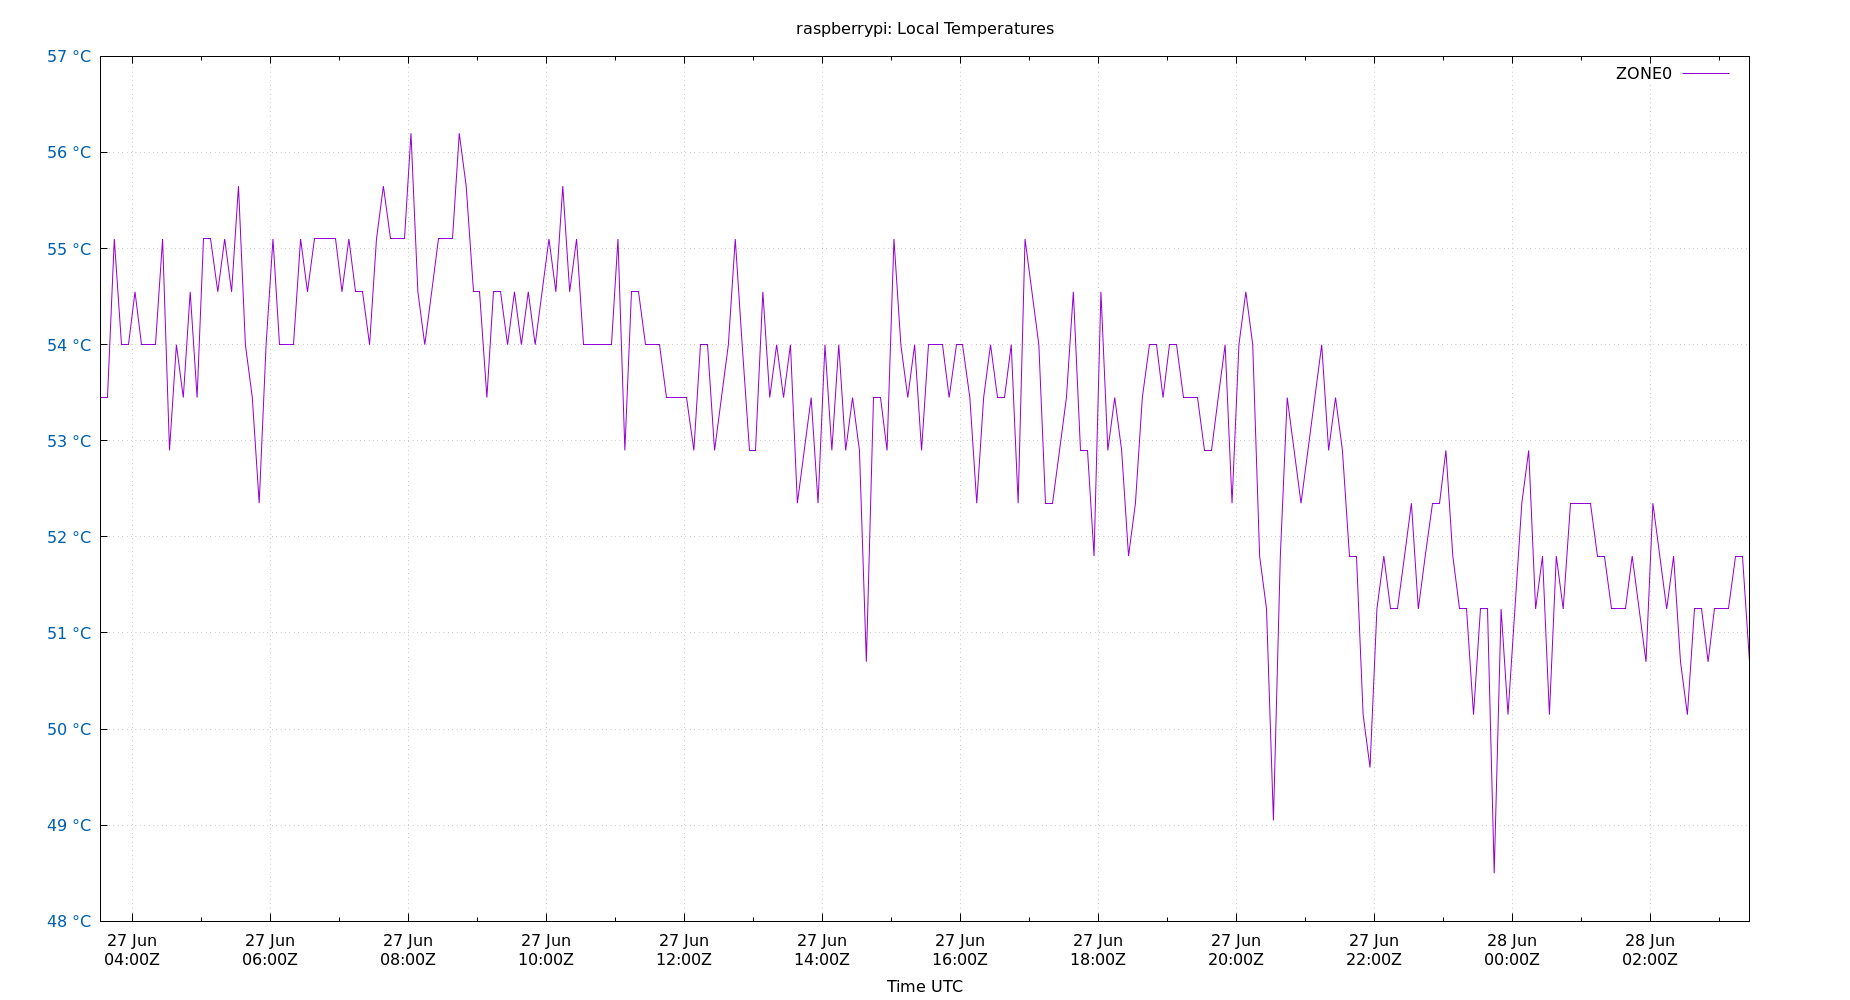 raspberrypi: Local Temperatures
57 °C
ZONE0
56 °C
55 °C
54 °C
53 °C
52 °C
51 °C
50 °C
49 °C
48 °C
27 Jun 27 Jun 27 Jun 27 Jun 27 Jun 27 Jun 27 Jun 27 Jun 27 Jun 27 Jun 28 Jun 28 Jun
04:00Z 06:00Z 08:00Z 10:00Z 12:00Z 14:00Z 16:00Z 18:00Z 20:00Z 22:00Z 00:00Z 02:00Z
Time UTC